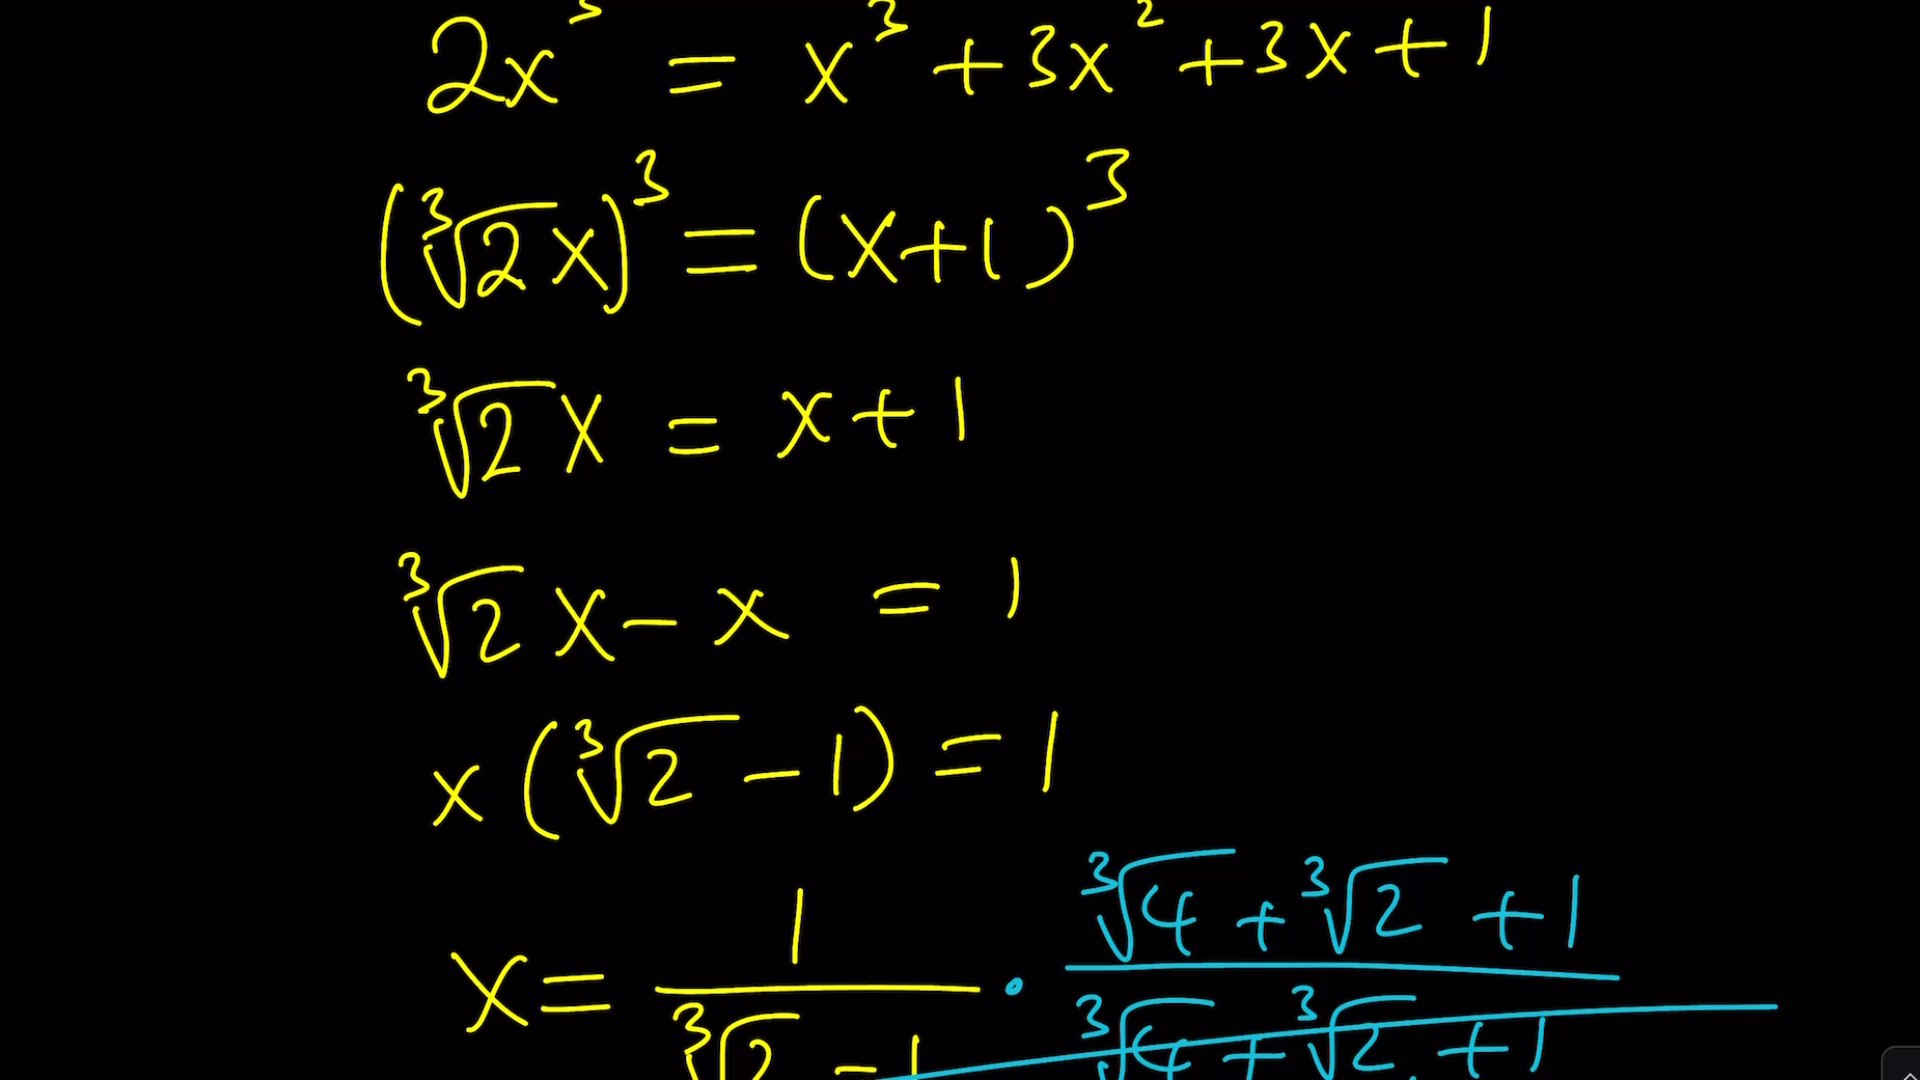 2x³ = x³ + 3x² + 3x + 1
(∛2 x)³ = (x + 1)³
∛2 x = x + 1
∛2 x − x = 1
x (∛2 − 1) = 1
x = 1 / (∛2 − 1) · (∛4 + ∛2 + 1) / (∛4 + ∛2 + 1)